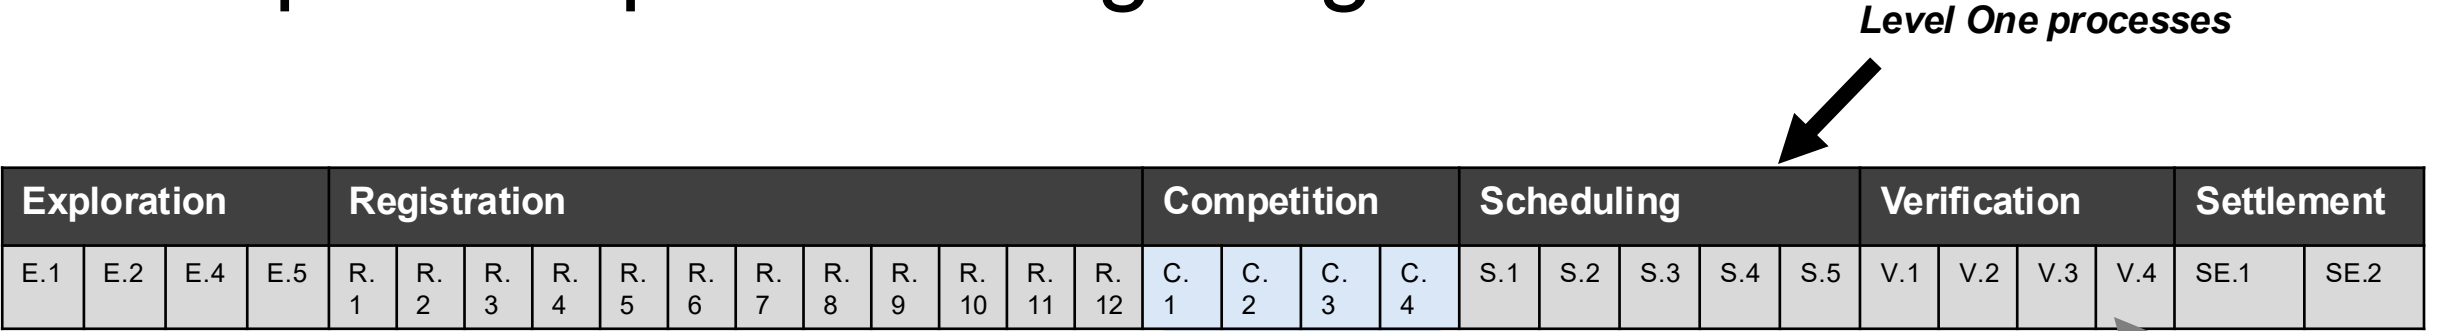 Level One processes
Exploration Registration Competition Scheduling Verification Settlement
E.1 E.2 E.4 E.5 R. R. R. R. R. R. R. R. R. R. R. R. C. C. C. C. S.1 S.2 S.3 S.4 S.5 V.1 V.2 V.3 V.4 SE.1 SE.2
1 2 3 4 5 6 7 8 9 10 11 12 1 2 3 4